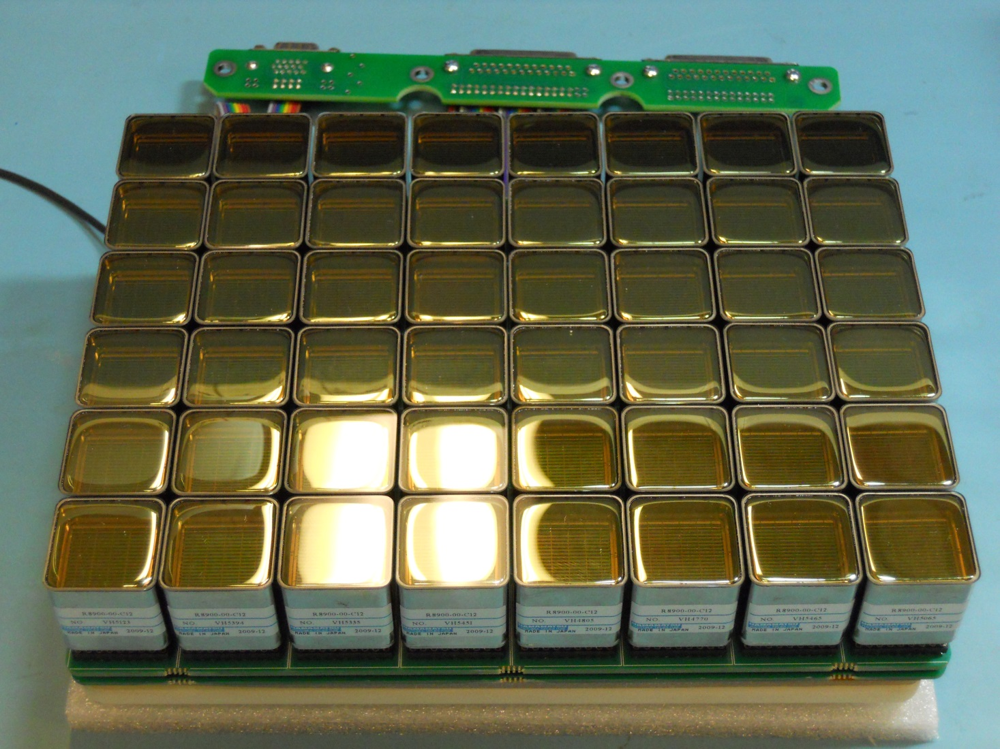 R8900-00-C12
NO. VH5123
2009-12
MADE IN JAPAN
R8900-00-C12
NO. VH5394
2009-12
MADE IN JAPAN
R8900-00-C12
NO. VH5335
2009-12
MADE IN JAPAN
R8900-00-C12
NO. VH5451
2009-12
MADE IN JAPAN
R8900-00-C12
NO. VH4805
2009-12
MADE IN JAPAN
R8900-00-C12
NO. VH4770
2009-12
MADE IN JAPAN
R8900-00-C12
NO. VH5465
2009-12
MADE IN JAPAN
R8900-00-C12
NO. VH5065
2009-12
MADE IN JAPAN